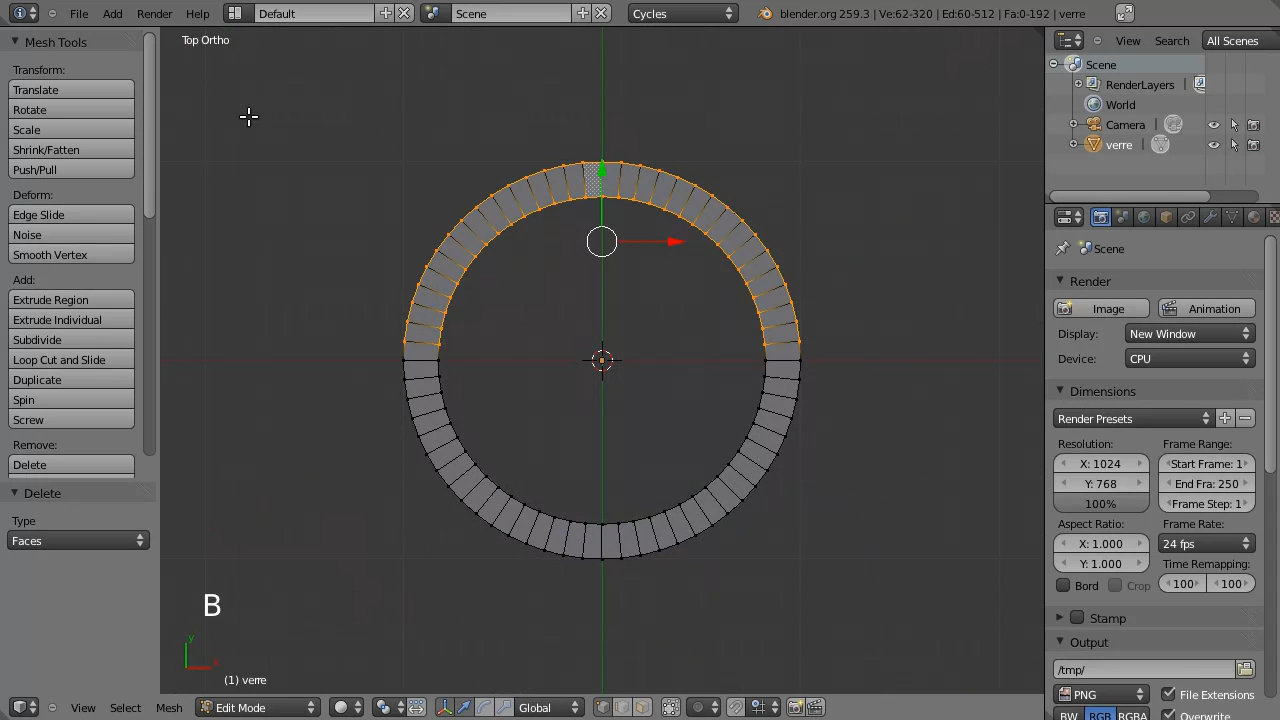 File Add Render Help Default Scene Cycles blender.org 259.3 | Ve:62-320 | Ed:60-512 | Fa:0-192 | verre
Mesh Tools
Transform:
Translate
Rotate
Scale
Shrink/Fatten
Push/Pull
Deform:
Edge Slide
Noise
Smooth Vertex
Add:
Extrude Region
Extrude Individual
Subdivide
Loop Cut and Slide
Duplicate
Spin
Screw
Remove:
Delete
Delete
Type
Faces
Top Ortho
B
y
x
(1) verre
View Select Mesh Edit Mode Global
View Search All Scenes
Scene
RenderLayers
World
Camera
verre
Scene
Render
Image Animation
Display: New Window
Device: CPU
Dimensions
Render Presets
Resolution: Frame Range:
X: 1024 Start Frame: 1
Y: 768 End Fra: 250
100% Frame Step: 1
Aspect Ratio: Frame Rate:
X: 1.000 24 fps
Y: 1.000 Time Remapping:
Bord Crop 100 100
Stamp
Output
/tmp/
PNG File Extensions
BW RGB RGBA Overwrite